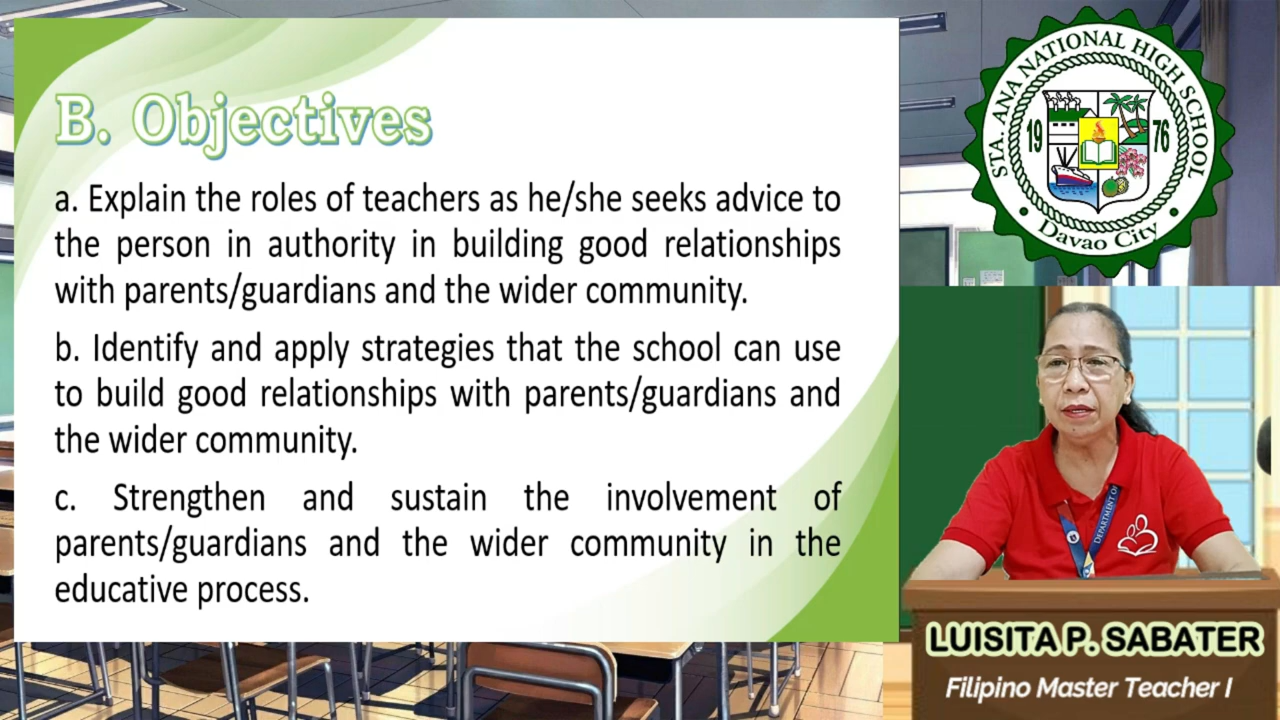 B. Objectives
a. Explain the roles of teachers as he/she seeks advice to
the person in authority in building good relationships
with parents/guardians and the wider community.
b. Identify and apply strategies that the school can use
to build good relationships with parents/guardians and
the wider community.
c. Strengthen and sustain the involvement of
parents/guardians and the wider community in the
educative process.
STA. ANA NATIONAL HIGH SCHOOL
19 76
Davao City
DEPARTMENT OF
LUISITA P. SABATER
Filipino Master Teacher I